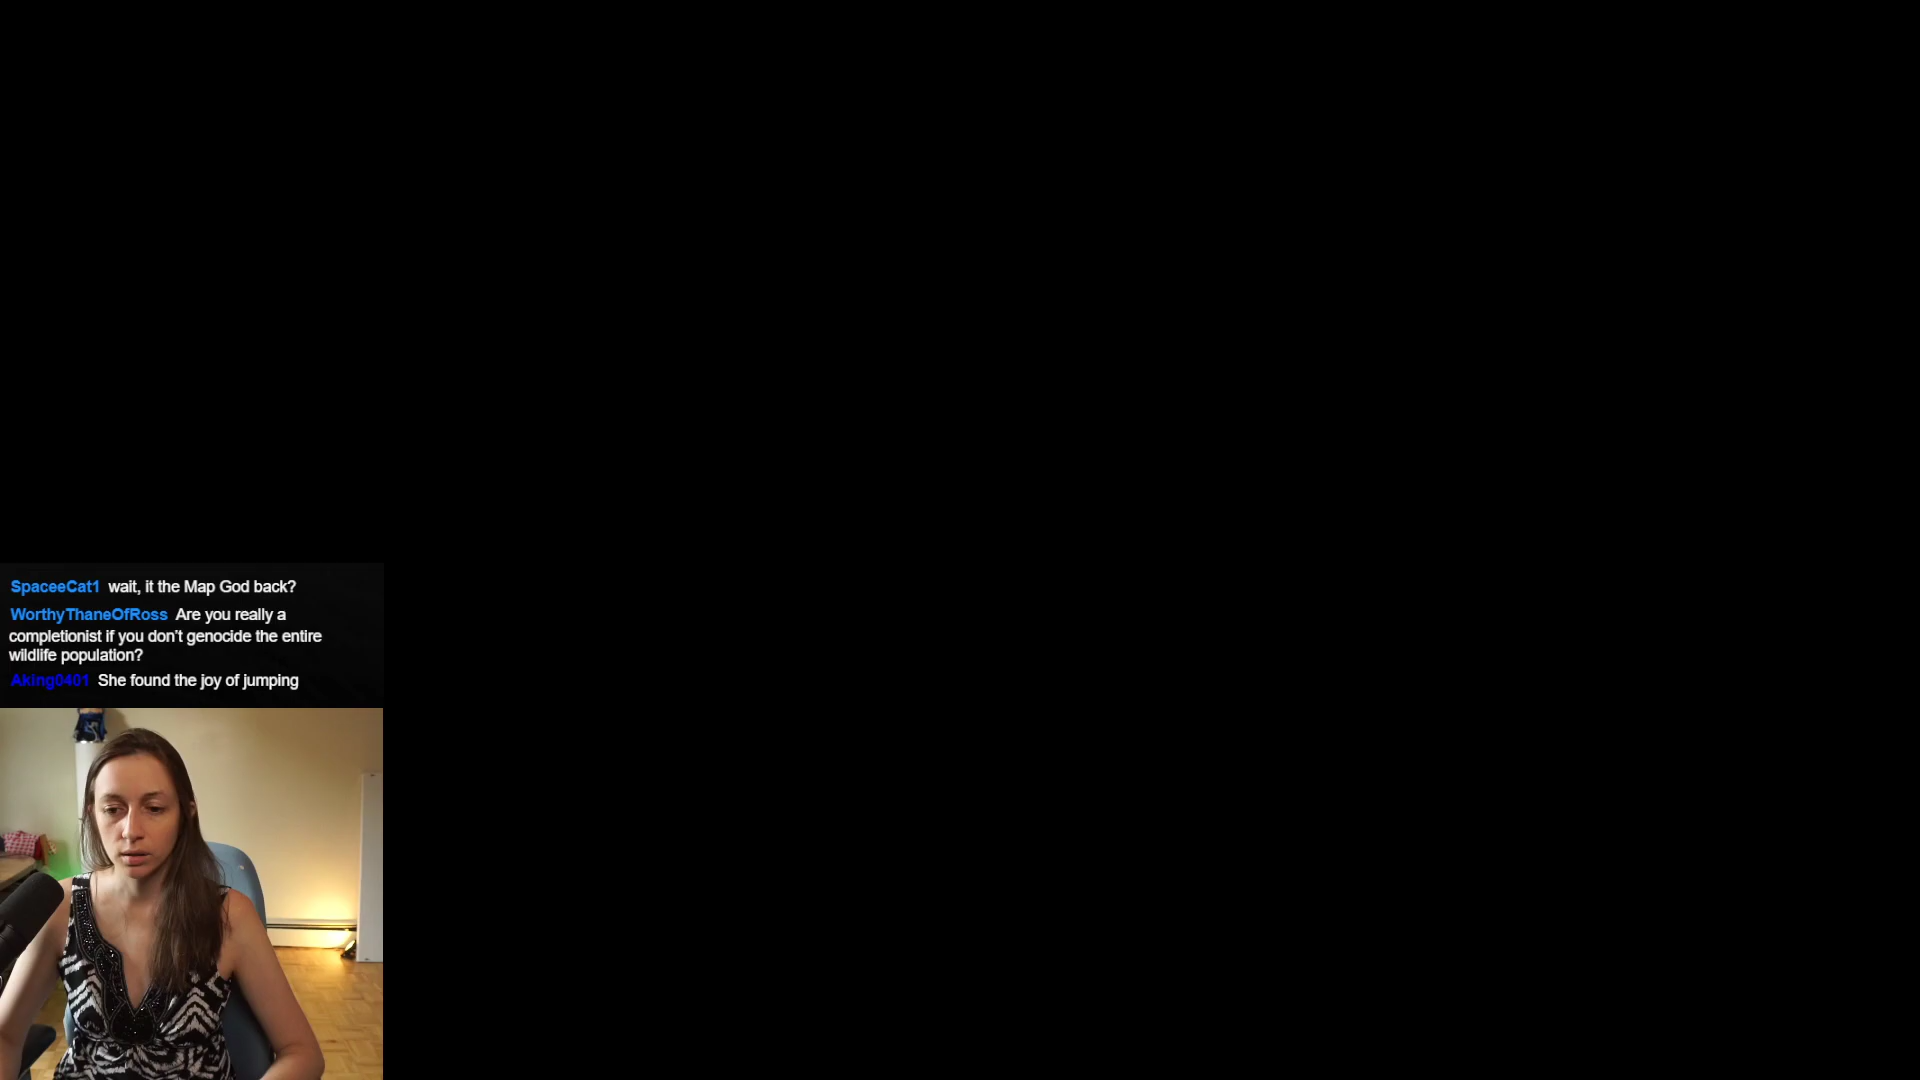 SpaceeCat1 wait, it the Map God back?
WorthyThaneOfRoss Are you really a
completionist if you don't genocide the entire
wildlife population?
Aking0401 She found the joy of jumping